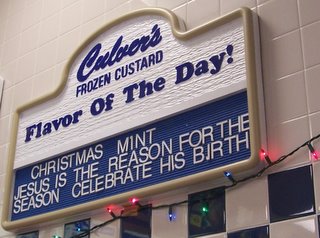 Culver's
FROZEN CUSTARD
Flavor Of The Day!
CHRISTMAS MINT
JESUS IS THE REASON FOR THE
SEASON CELEBRATE HIS BIRTH